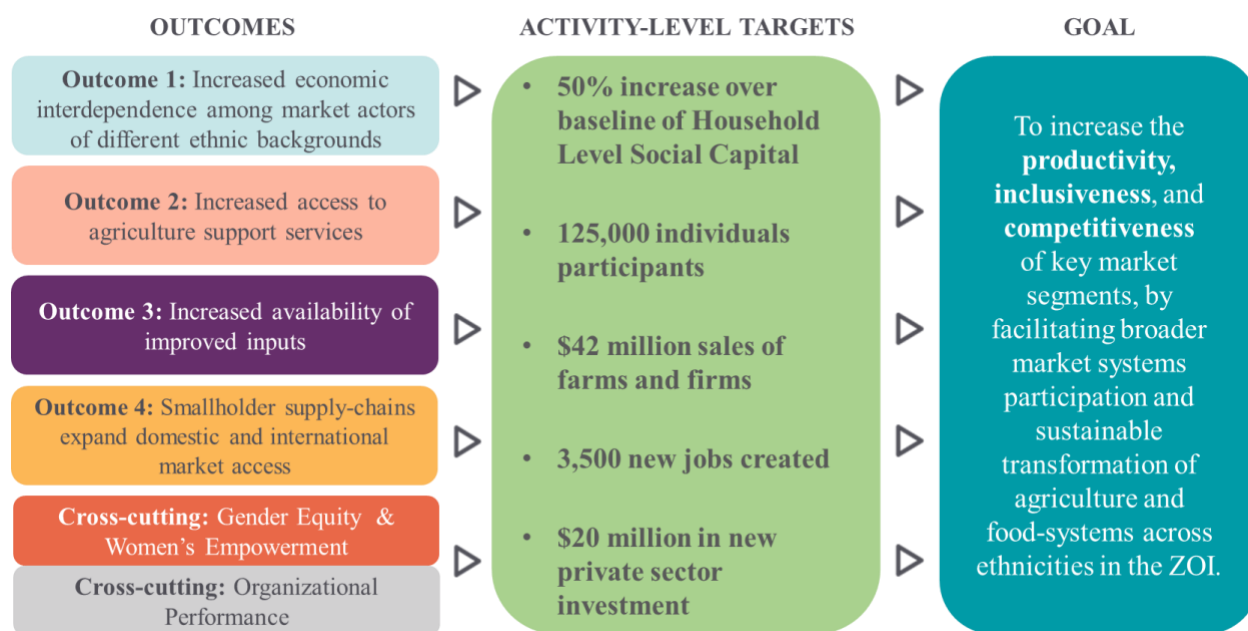 OUTCOMES
Outcome 1: Increased economic
interdependence among market actors
of different ethnic backgrounds
Outcome 2: Increased access to
agriculture support services
Outcome 3: Increased availability of
improved inputs
Outcome 4: Smallholder supply-chains
expand domestic and international
market access
Cross-cutting: Gender Equity &
Women's Empowerment
Cross-cutting: Organizational
Performance
ACTIVITY-LEVEL TARGETS
• 50% increase over
baseline of Household
Level Social Capital
• 125,000 individuals
participants
• $42 million sales of
farms and firms
• 3,500 new jobs created
• $20 million in new
private sector
investment
GOAL
To increase the
productivity,
inclusiveness, and
competitiveness
of key market
segments, by
facilitating broader
market systems
participation and
sustainable
transformation of
agriculture and
food-systems across
ethnicities in the ZOI.